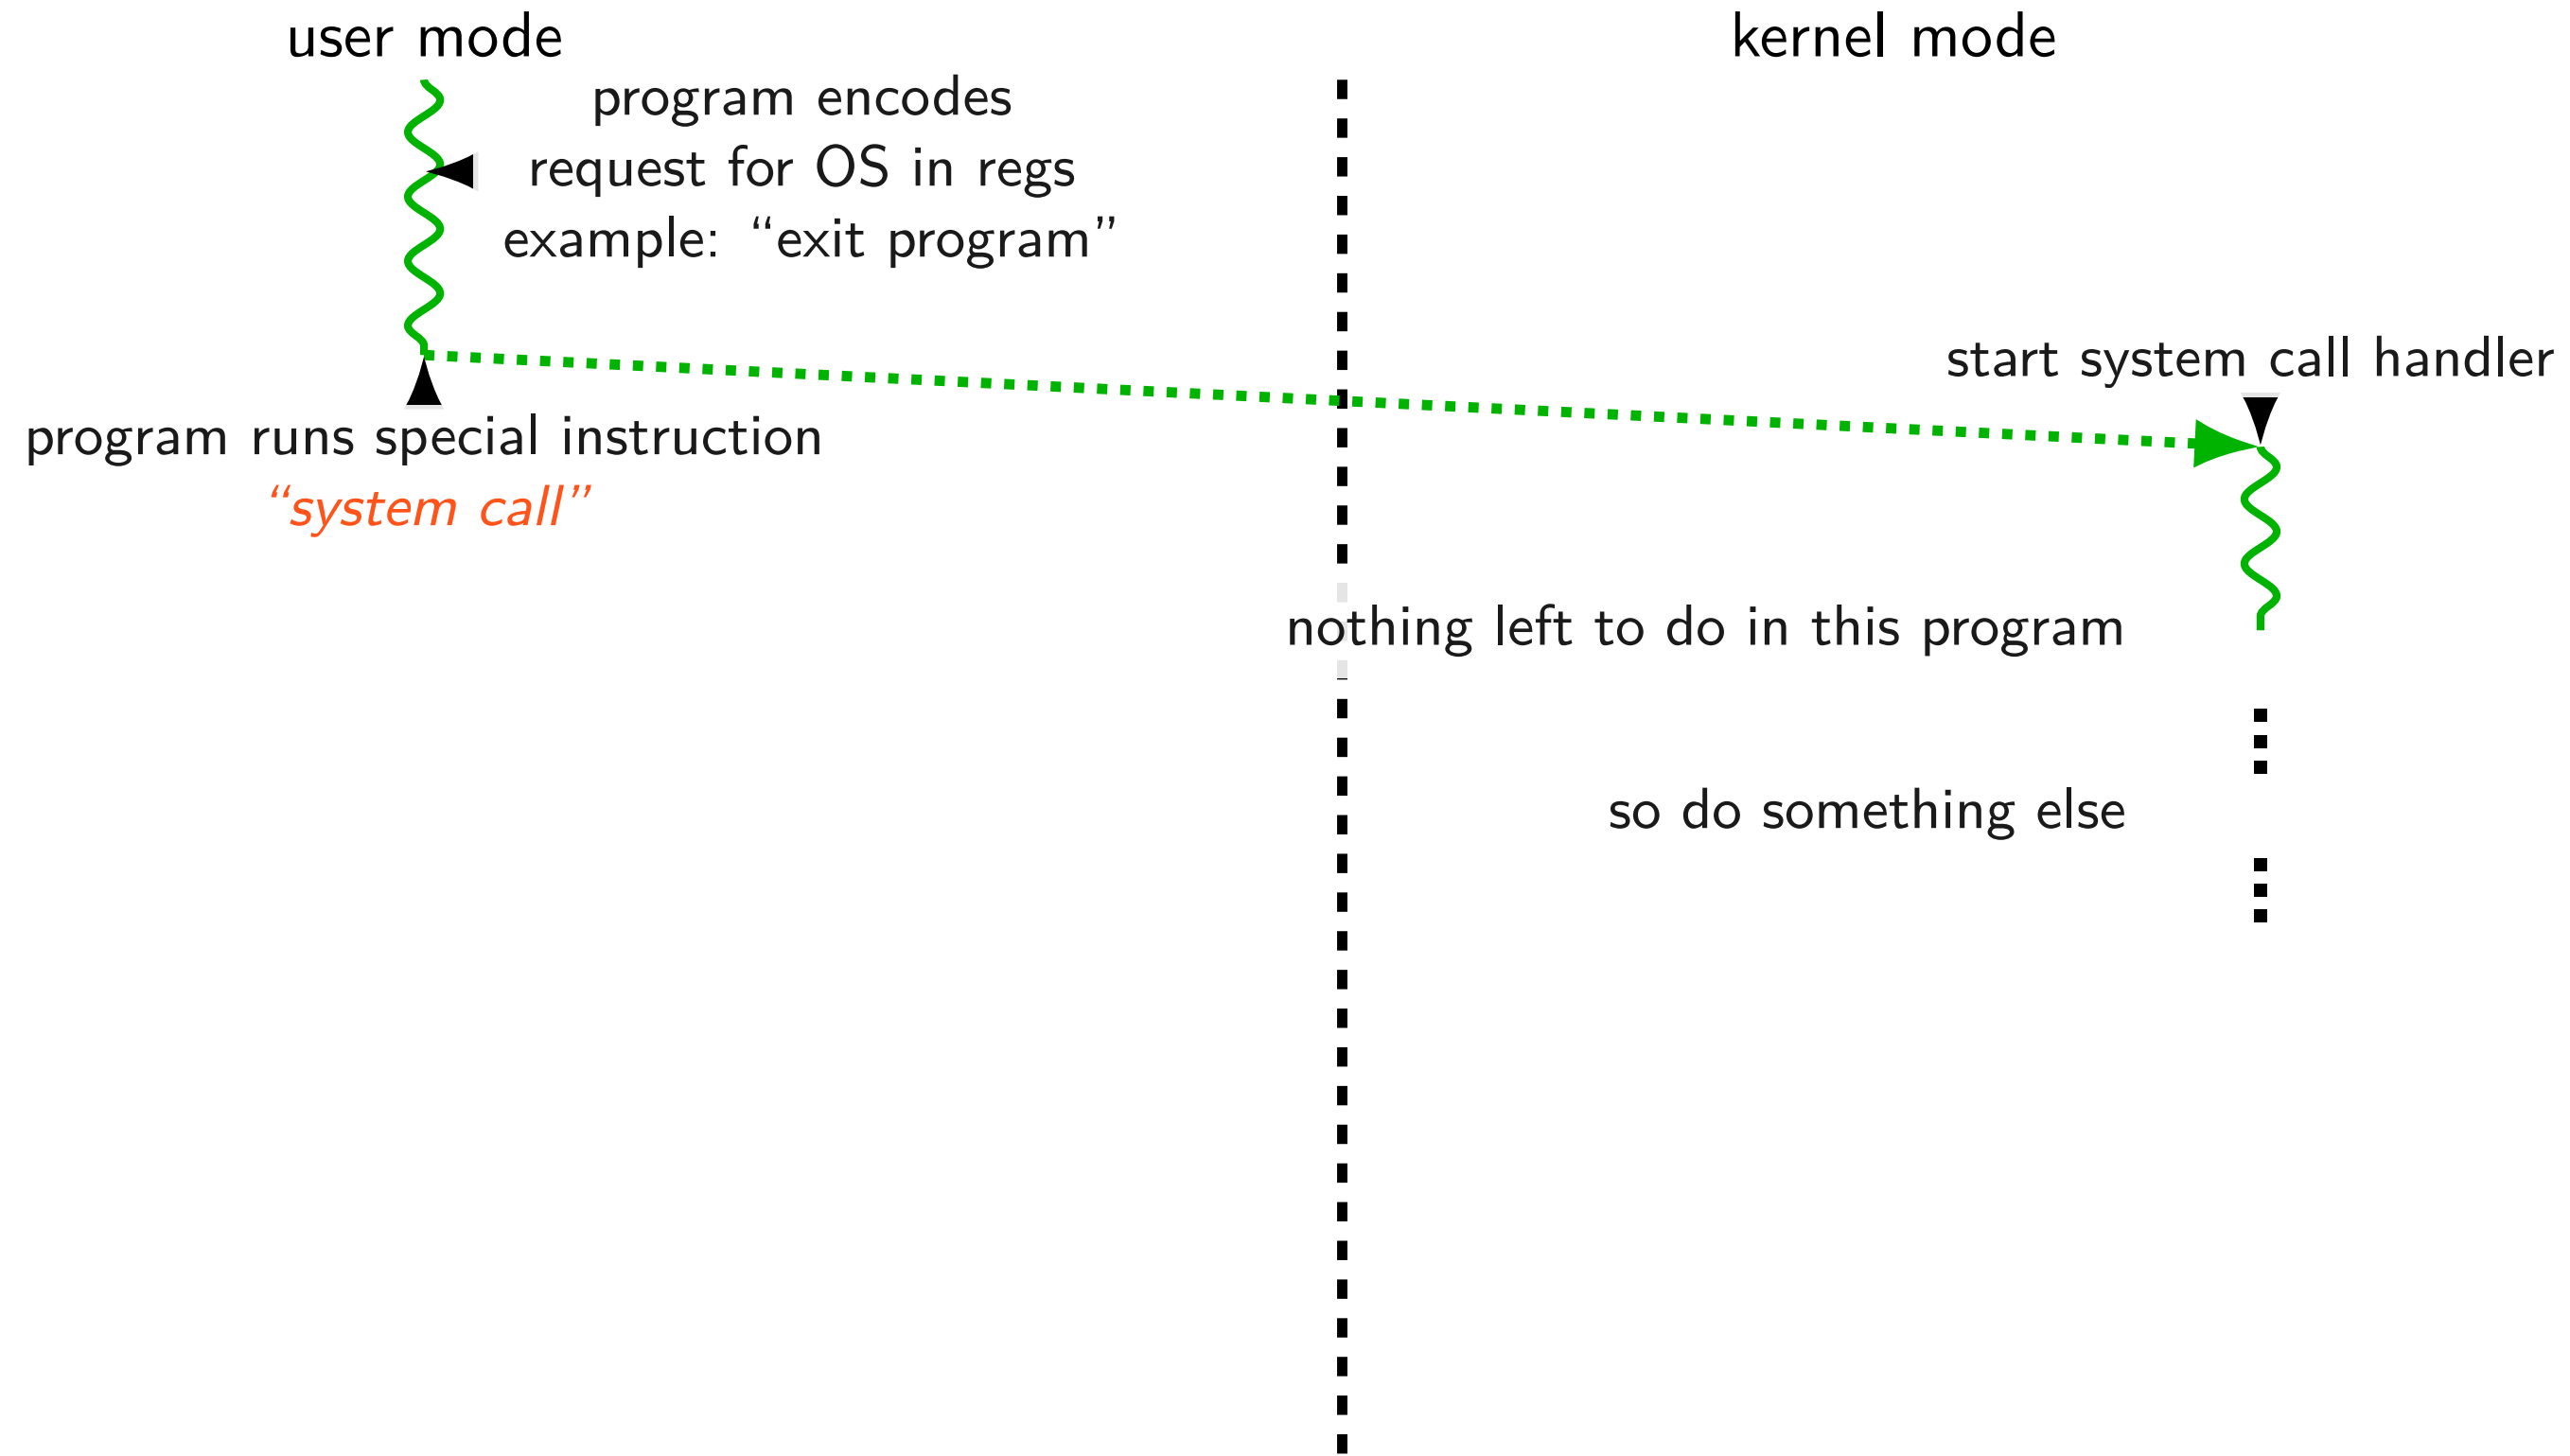 user mode
kernel mode
program encodes
request for OS in regs
example: “exit program”
start system call handler
program runs special instruction
“system call”
nothing left to do in this program
so do something else